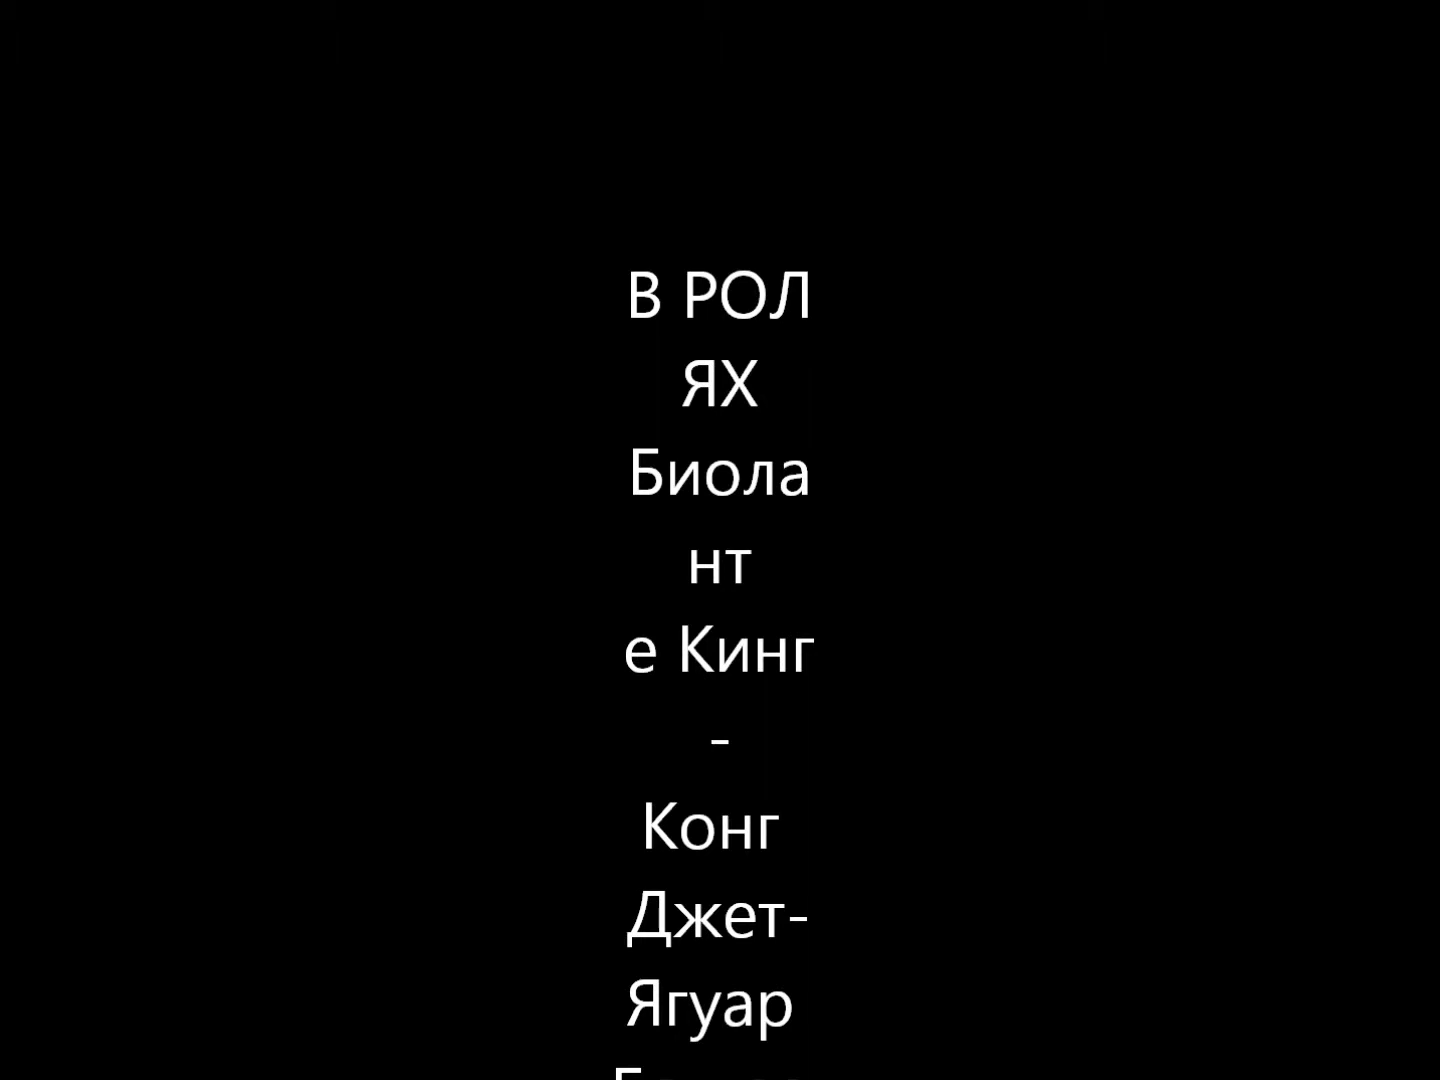 В РОЛ
ЯХ
Биола
нт
е Кинг
-
Конг
Джет-
Ягуар